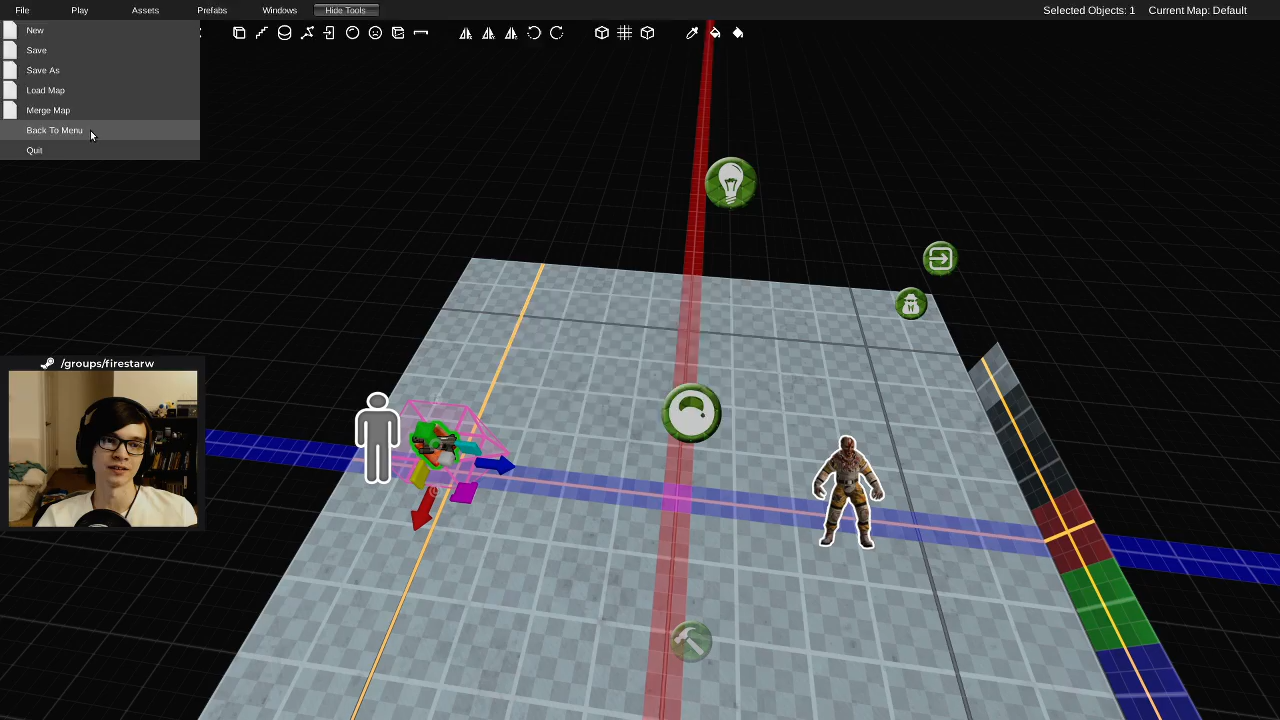 File Play Assets Prefabs Windows Hide Tools Selected Objects: 1 Current Map: Default
New
Save
Save As
Load Map
Merge Map
Back To Menu
Quit
/groups/firestarw